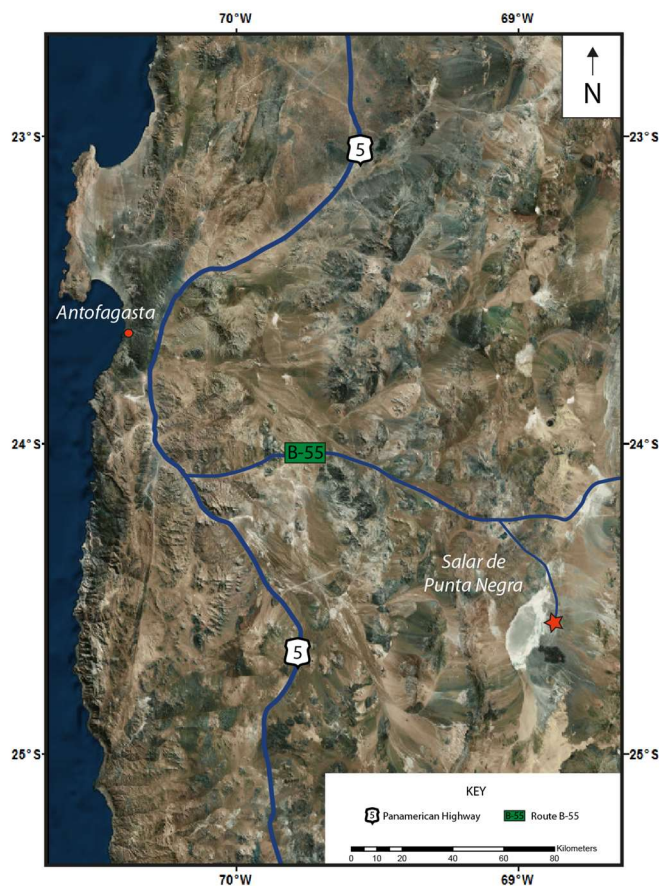 70°W 69°W
N
5
23°S 23°S
Antofagasta
24°S 24°S
B-55
Salar de
Punta Negra
5
25°S 25°S
KEY
5 Panamerican Highway B-55 Route B-55
Kilometers
0 5 10 20 40 60 80
70°W 69°W